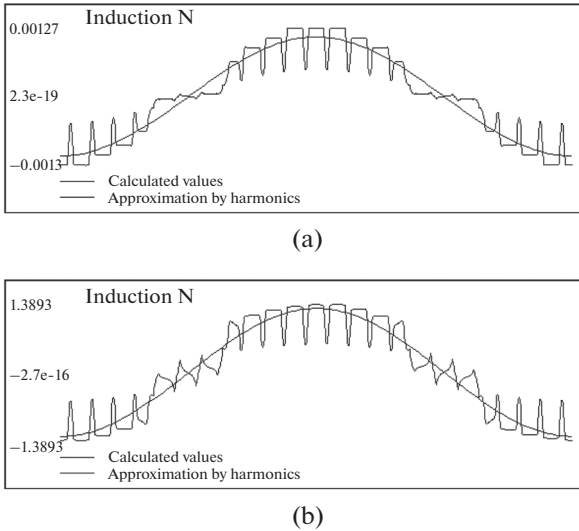 Induction N
0.00127
2.3e-19
−0.0013
Calculated values
Approximation by harmonics
(a)
Induction N
1.3893
−2.7e-16
−1.3893
Calculated values
Approximation by harmonics
(b)